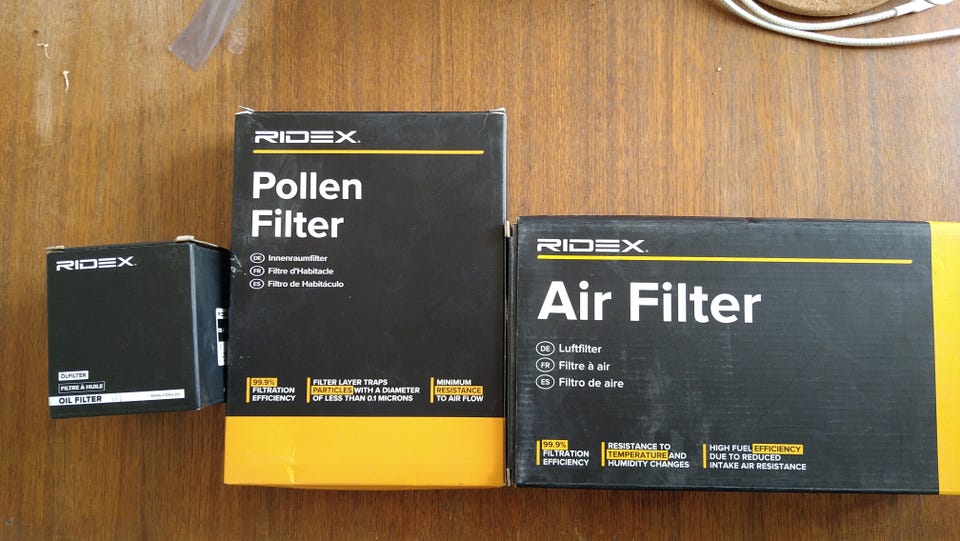 RIDEX
ÖLFILTER
FILTRE À HUILE
OIL FILTER
www.ridex.eu
RIDEX.
Pollen
Filter
DE Innenraumfilter
FR Filtre d'Habitacle
ES Filtro de Habitáculo
99.9%
FILTRATION
EFFICIENCY
FILTER LAYER TRAPS
PARTICLES WITH A DIAMETER
OF LESS THAN 0.1 MICRONS
MINIMUM
RESISTANCE
TO AIR FLOW
RIDEX.
Air Filter
DE Luftfilter
FR Filtre à air
ES Filtro de aire
99.9%
FILTRATION
EFFICIENCY
RESISTANCE TO
TEMPERATURE AND
HUMIDITY CHANGES
HIGH FUEL EFFICIENCY
DUE TO REDUCED
INTAKE AIR RESISTANCE